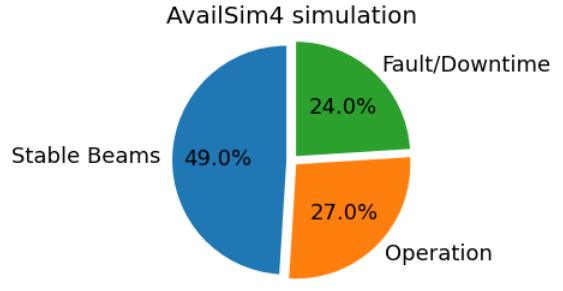 AvailSim4 simulation
Fault/Downtime
24.0%
Stable Beams
49.0%
27.0%
Operation